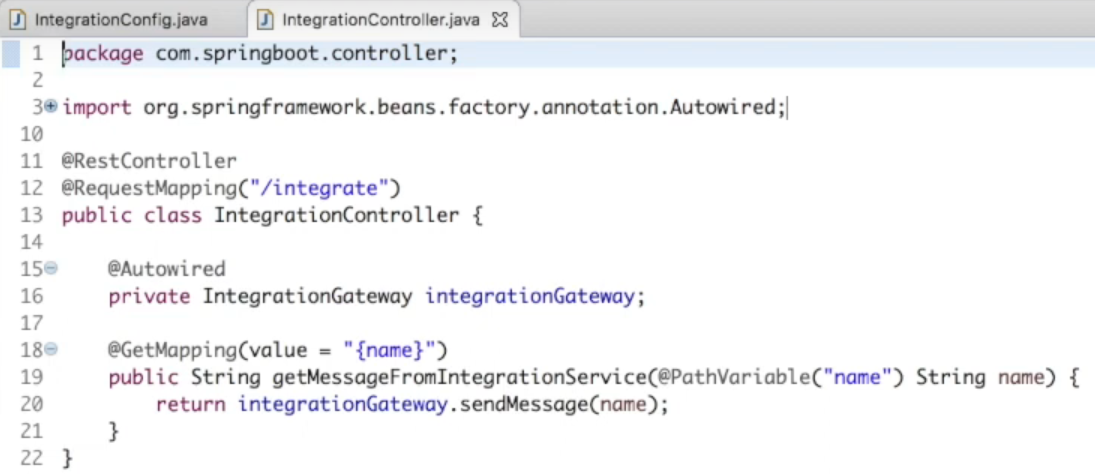 IntegrationConfig.java IntegrationController.java
1 package com.springboot.controller;
2
3 import org.springframework.beans.factory.annotation.Autowired;
10
11 @RestController
12 @RequestMapping("/integrate")
13 public class IntegrationController {
14
15 @Autowired
16 private IntegrationGateway integrationGateway;
17
18 @GetMapping(value = "{name}")
19 public String getMessageFromIntegrationService(@PathVariable("name") String name) {
20 return integrationGateway.sendMessage(name);
21 }
22 }